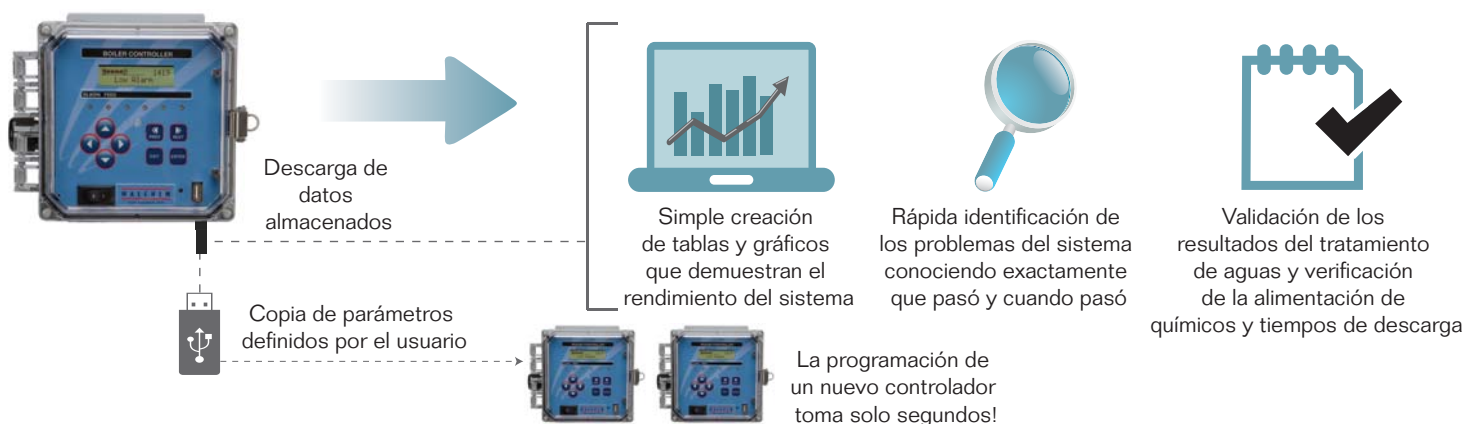 BOILER CONTROLLER
1419
Low Alarm
WALCHEM
Descarga de
datos
almacenados
Simple creación
de tablas y gráficos
que demuestran el
rendimiento del sistema
Rápida identificación de
los problemas del sistema
conociendo exactamente
que pasó y cuando pasó
Validación de los
resultados del tratamiento
de aguas y verificación
de la alimentación de
químicos y tiempos de descarga
Copia de parámetros
definidos por el usuario
La programación de
un nuevo controlador
toma solo segundos!